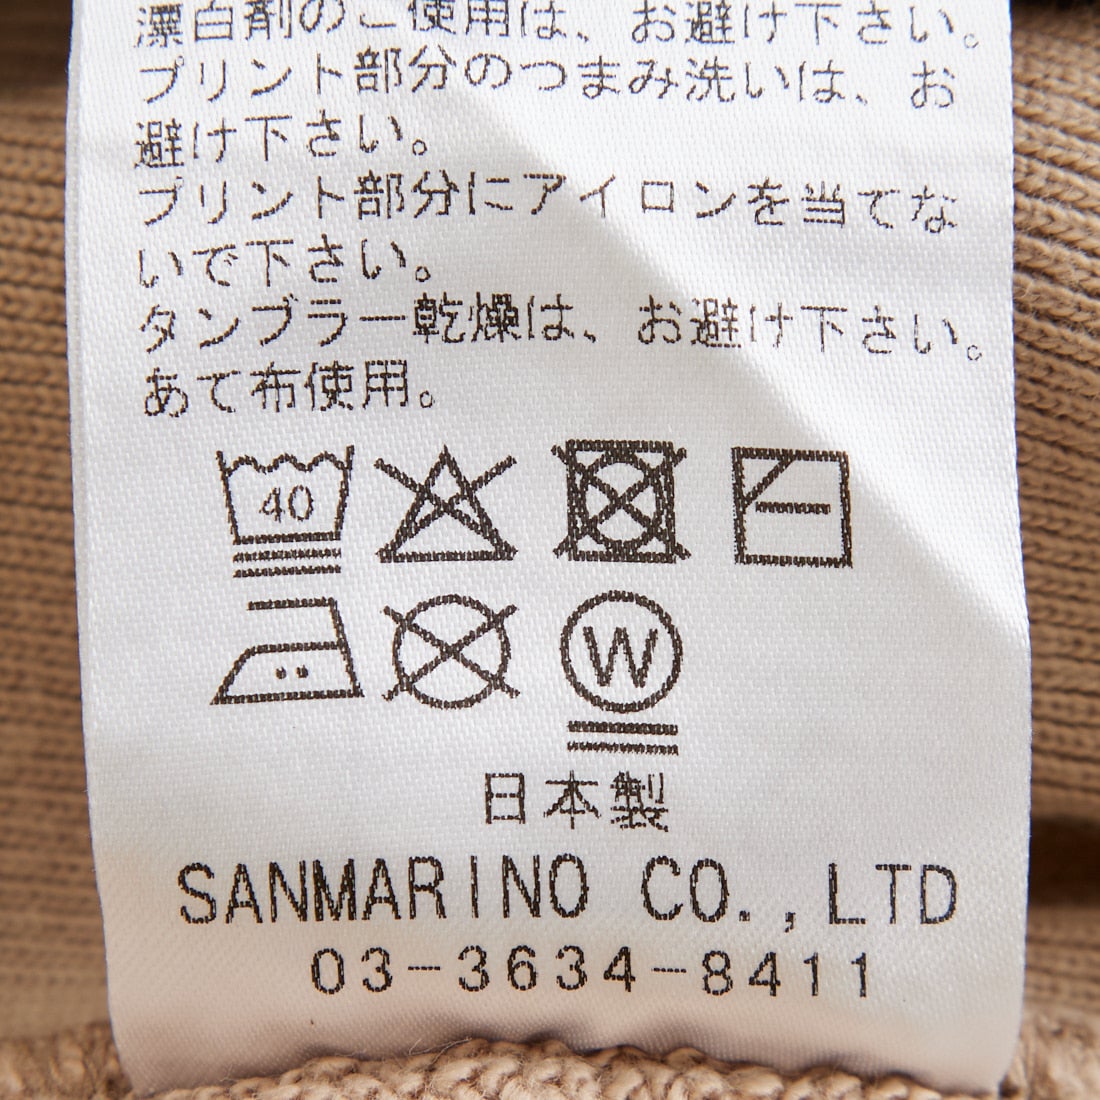 漂白剤のご使用は、お避け下さい。
プリント部分のつまみ洗いは、お
避け下さい。
プリント部分にアイロンを当てな
いで下さい。
タンブラー乾燥は、お避け下さい。
あて布使用。
40
W
日本製
SANMARINO CO.,LTD
03-3634-8411